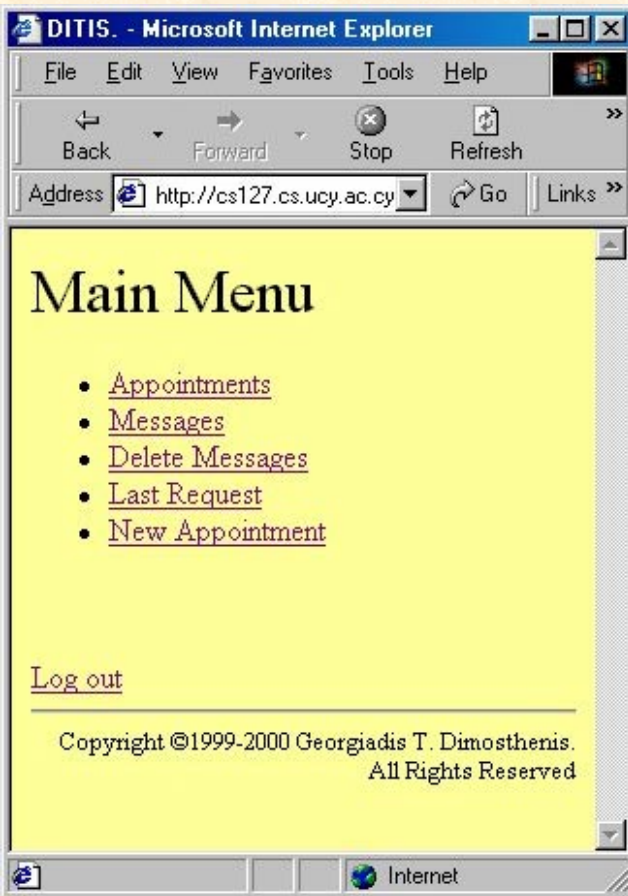 DITIS. - Microsoft Internet Explorer
File Edit View Favorites Tools Help
Back Forward Stop Refresh »
Address http://cs127.cs.ucy.ac.cy Go Links »
Main Menu
• Appointments
• Messages
• Delete Messages
• Last Request
• New Appointment
Log out
Copyright ©1999-2000 Georgiadis T. Dimosthenis.
All Rights Reserved
Internet